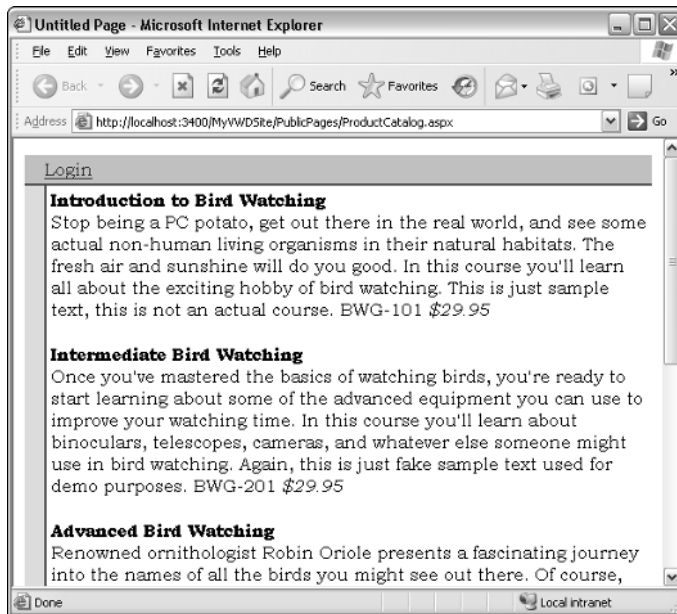 Untitled Page - Microsoft Internet Explorer
File Edit View Favorites Tools Help
Back Search Favorites »
Address http://localhost:3400/MyVWDSite/PublicPages/ProductCatalog.aspx Go
Login
Introduction to Bird Watching
Stop being a PC potato, get out there in the real world, and see some
actual non-human living organisms in their natural habitats. The
fresh air and sunshine will do you good. In this course you'll learn
all about the exciting hobby of bird watching. This is just sample
text, this is not an actual course. BWG-101 $29.95
Intermediate Bird Watching
Once you've mastered the basics of watching birds, you're ready to
start learning about some of the advanced equipment you can use to
improve your watching time. In this course you'll learn about
binoculars, telescopes, cameras, and whatever else someone might
use in bird watching. Again, this is just fake sample text used for
demo purposes. BWG-201 $29.95
Advanced Bird Watching
Renowned ornithologist Robin Oriole presents a fascinating journey
into the names of all the birds you might see out there. Of course,
Done Local intranet